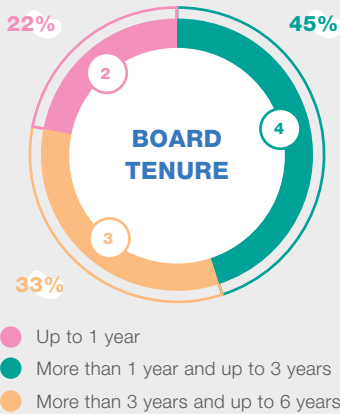 22%
45%
2
4
BOARD
TENURE
3
33%
Up to 1 year
More than 1 year and up to 3 years
More than 3 years and up to 6 years